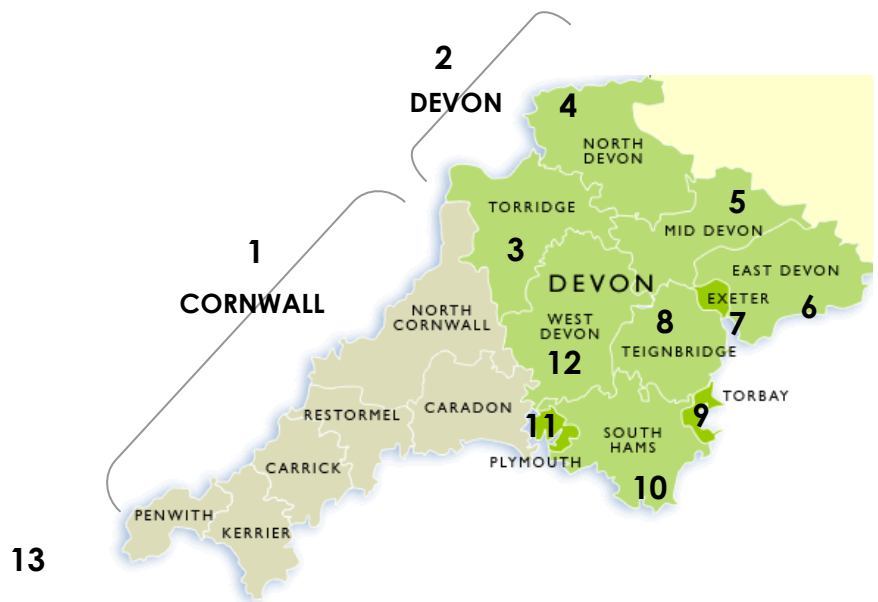 2
DEVON
4
NORTH
DEVON
5
TORRIDGE
MID DEVON
1
3
EAST DEVON
CORNWALL
DEVON
EXETER
6
NORTH
CORNWALL
WEST
DEVON
8
7
TEIGNBRIDGE
12
TORBAY
RESTORMEL
CARADON
11
9
SOUTH
HAMS
CARRICK
PLYMOUTH
10
PENWITH
KERRIER
13